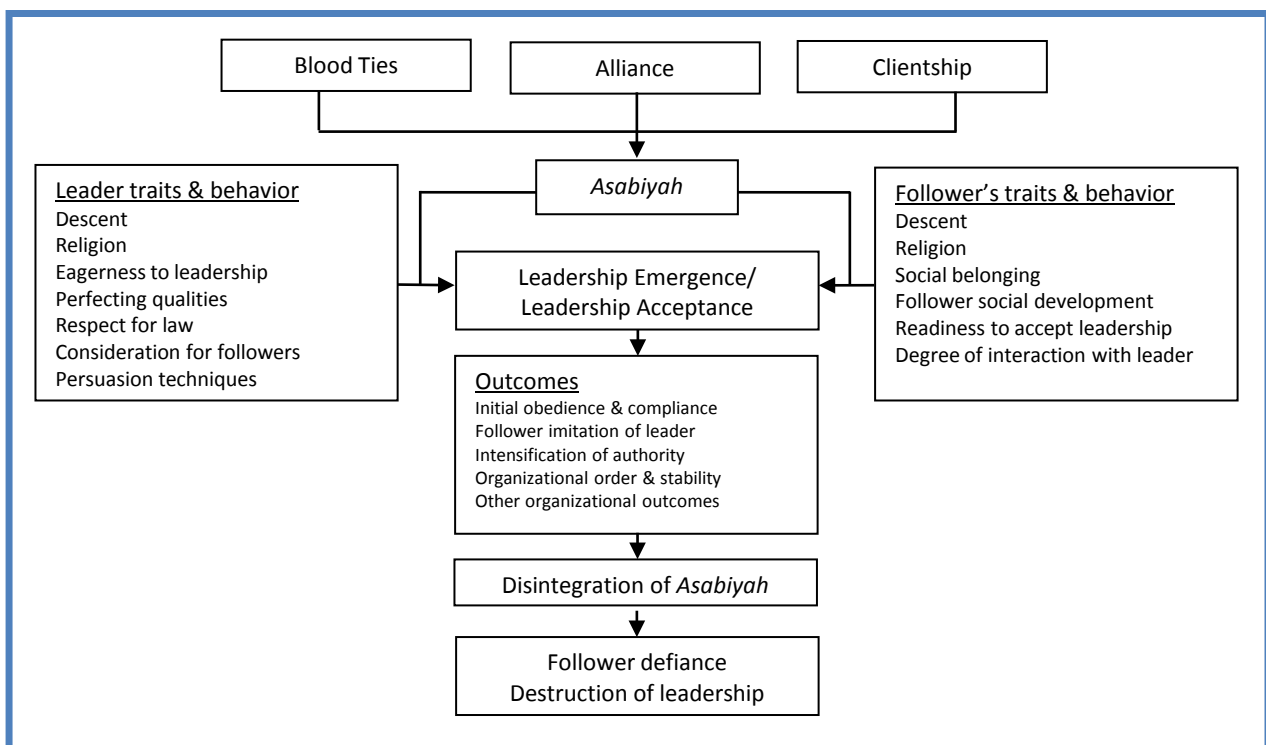 Blood Ties
Alliance
Clientship
Asabiyah
Leader traits & behavior
Descent
Religion
Eagerness to leadership
Perfecting qualities
Respect for law
Consideration for followers
Persuasion techniques
Follower’s traits & behavior
Descent
Religion
Social belonging
Follower social development
Readiness to accept leadership
Degree of interaction with leader
Leadership Emergence/
Leadership Acceptance
Outcomes
Initial obedience & compliance
Follower imitation of leader
Intensification of authority
Organizational order & stability
Other organizational outcomes
Disintegration of Asabiyah
Follower defiance
Destruction of leadership